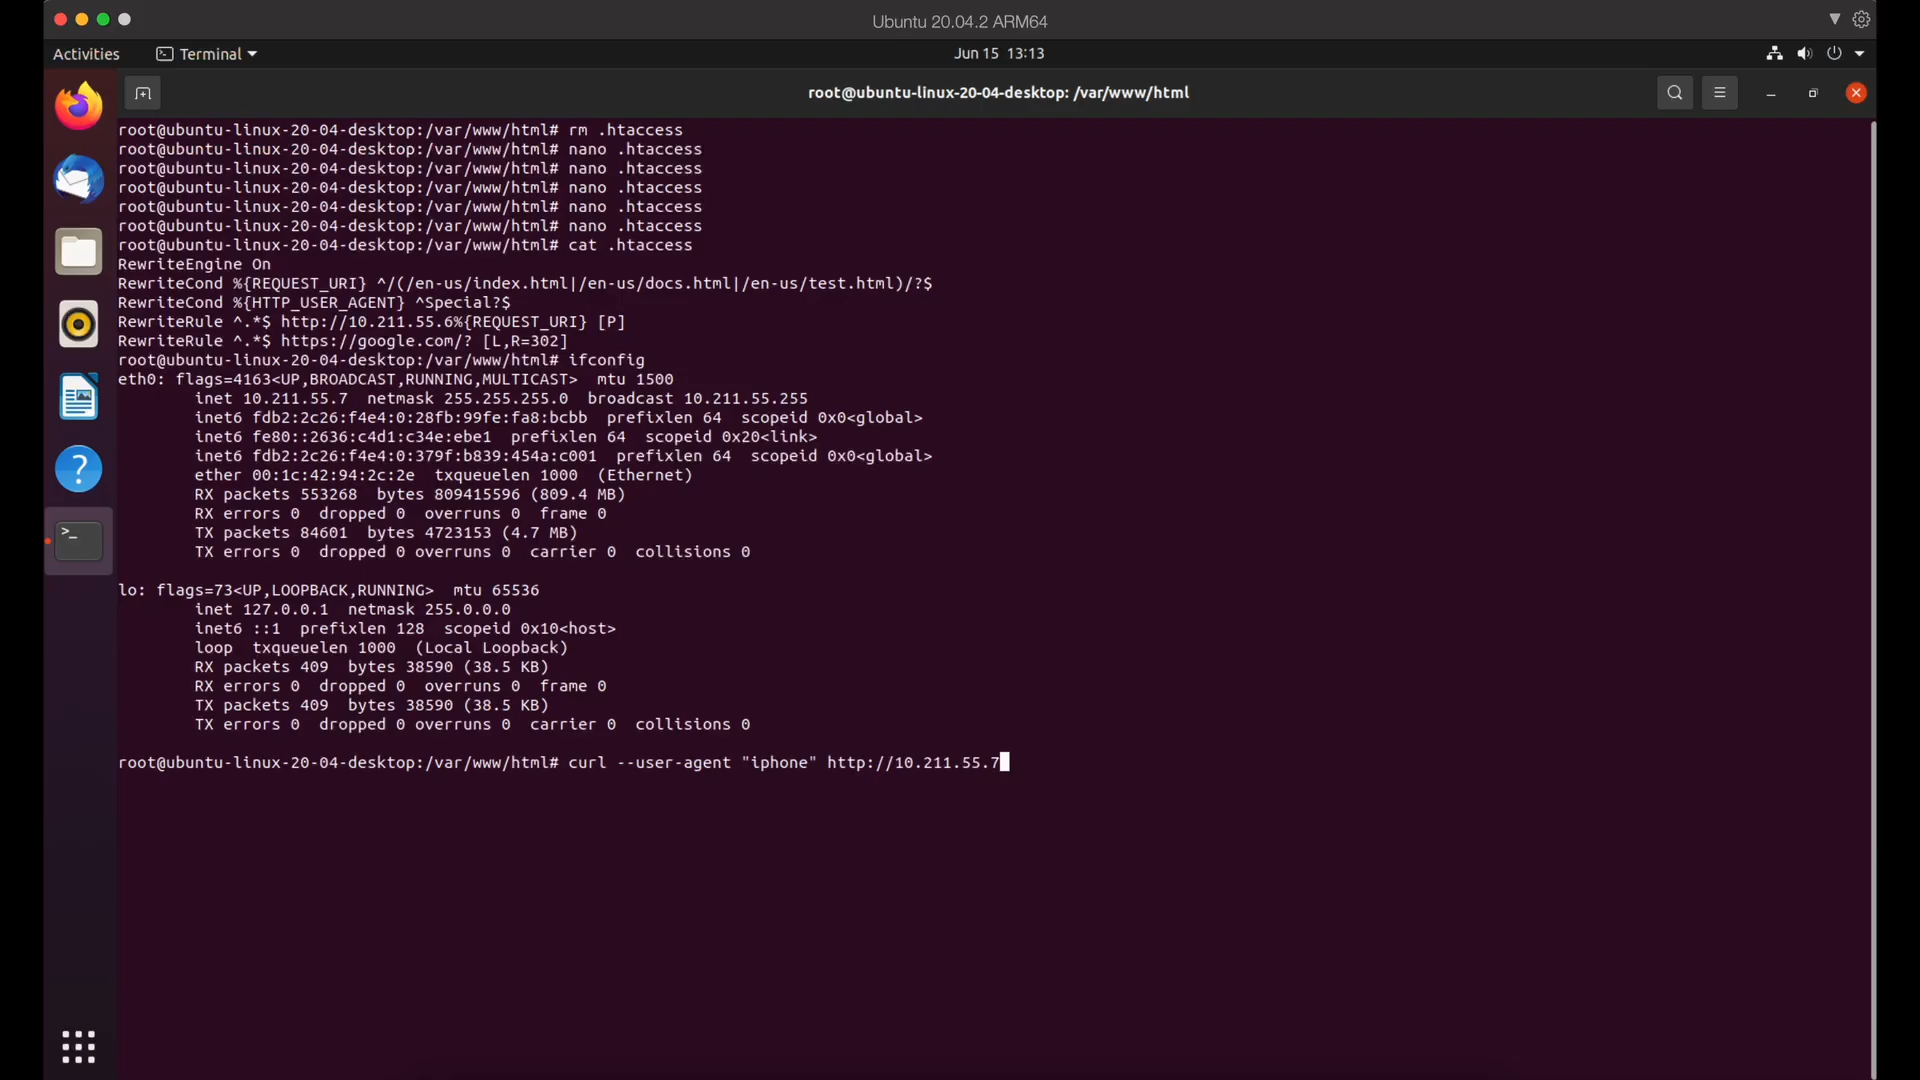 Ubuntu 20.04.2 ARM64
Activities
Terminal
Jun 15 13:13
root@ubuntu-linux-20-04-desktop: /var/www/html
root@ubuntu-linux-20-04-desktop:/var/www/html# rm .htaccess
root@ubuntu-linux-20-04-desktop:/var/www/html# nano .htaccess
root@ubuntu-linux-20-04-desktop:/var/www/html# nano .htaccess
root@ubuntu-linux-20-04-desktop:/var/www/html# nano .htaccess
root@ubuntu-linux-20-04-desktop:/var/www/html# nano .htaccess
root@ubuntu-linux-20-04-desktop:/var/www/html# nano .htaccess
root@ubuntu-linux-20-04-desktop:/var/www/html# cat .htaccess
RewriteEngine On
RewriteCond %{REQUEST_URI} ^/(/en-us/index.html|/en-us/docs.html|/en-us/test.html)/?$
RewriteCond %{HTTP_USER_AGENT} ^Special?$
RewriteRule ^.*$ http://10.211.55.6%{REQUEST_URI} [P]
RewriteRule ^.*$ https://google.com/? [L,R=302]
root@ubuntu-linux-20-04-desktop:/var/www/html# ifconfig
eth0: flags=4163<UP,BROADCAST,RUNNING,MULTICAST>  mtu 1500
        inet 10.211.55.7  netmask 255.255.255.0  broadcast 10.211.55.255
        inet6 fdb2:2c26:f4e4:0:28fb:99fe:fa8:bcbb  prefixlen 64  scopeid 0x0<global>
        inet6 fe80::2636:c4d1:c34e:ebe1  prefixlen 64  scopeid 0x20<link>
        inet6 fdb2:2c26:f4e4:0:379f:b839:454a:c001  prefixlen 64  scopeid 0x0<global>
        ether 00:1c:42:94:2c:2e  txqueuelen 1000  (Ethernet)
        RX packets 553268  bytes 809415596 (809.4 MB)
        RX errors 0  dropped 0  overruns 0  frame 0
        TX packets 84601  bytes 4723153 (4.7 MB)
        TX errors 0  dropped 0 overruns 0  carrier 0  collisions 0
lo: flags=73<UP,LOOPBACK,RUNNING>  mtu 65536
        inet 127.0.0.1  netmask 255.0.0.0
        inet6 ::1  prefixlen 128  scopeid 0x10<host>
        loop  txqueuelen 1000  (Local Loopback)
        RX packets 409  bytes 38590 (38.5 KB)
        RX errors 0  dropped 0  overruns 0  frame 0
        TX packets 409  bytes 38590 (38.5 KB)
        TX errors 0  dropped 0 overruns 0  carrier 0  collisions 0
root@ubuntu-linux-20-04-desktop:/var/www/html# curl --user-agent "iphone" http://10.211.55.7